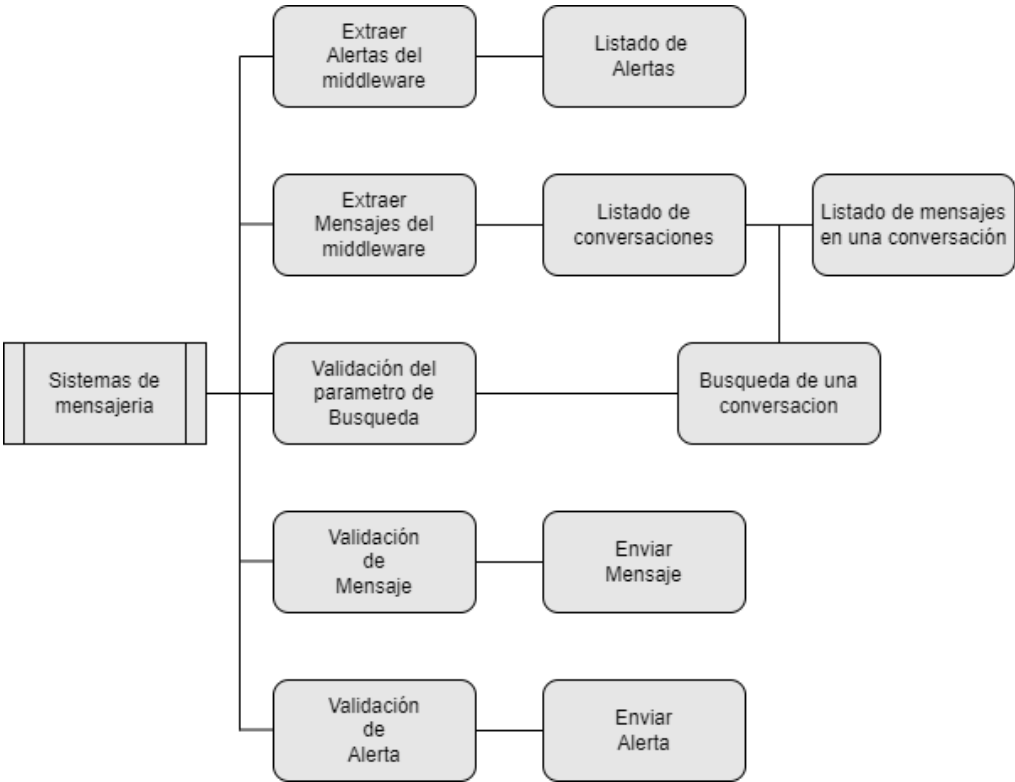 Extraer
Alertas del
middleware
Listado de
Alertas
Extraer
Mensajes del
middleware
Listado de
conversaciones
Listado de mensajes
en una conversación
Sistemas de
mensajeria
Validación del
parametro de
Busqueda
Busqueda de una
conversacion
Validación
de
Mensaje
Enviar
Mensaje
Validación
de
Alerta
Enviar
Alerta